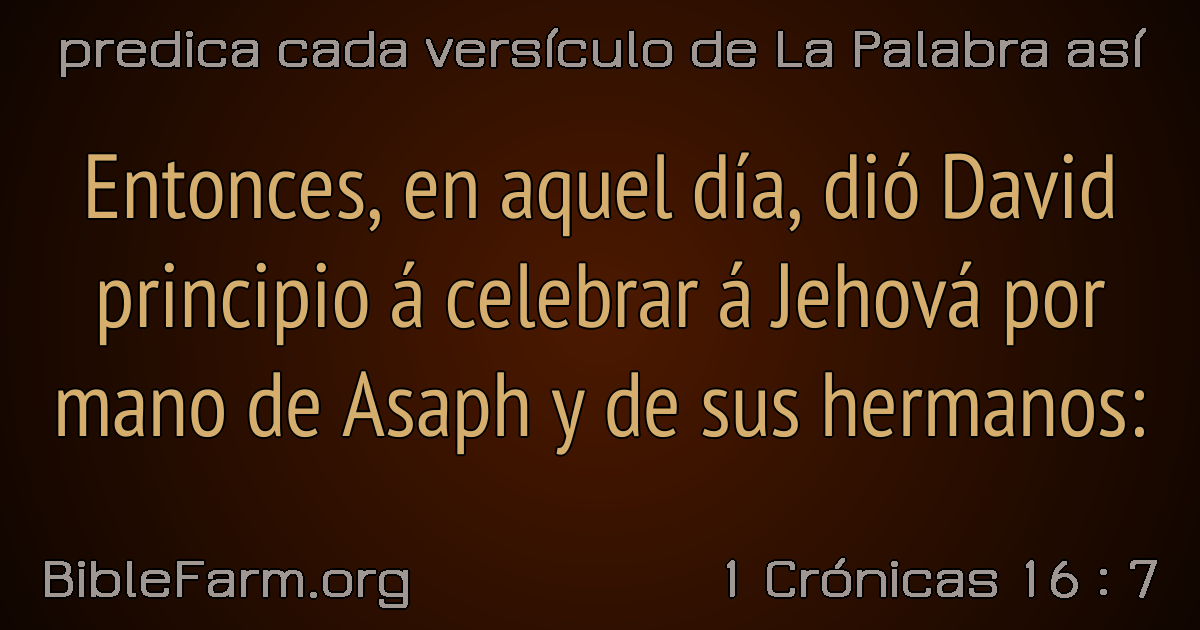 predica cada versículo de La Palabra así
Entonces, en aquel día, dió David
principio á celebrar á Jehová por
mano de Asaph y de sus hermanos:
BibleFarm.org
1 Crónicas 16 : 7